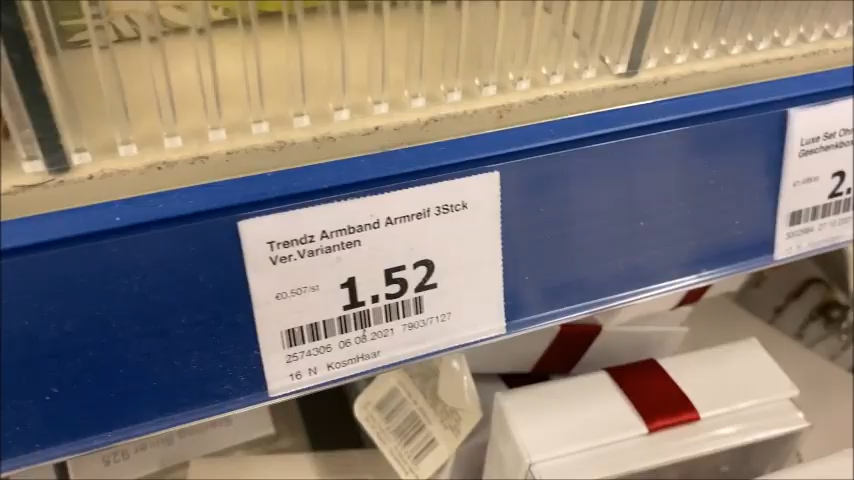 Trendz Armband Armreif 3Stck
Ver.Varianten
€0.507/st
1.52
2574306 06.08.2021 7903/7127
16 N KosmHaar
Luxe Set Ohr
Geschenkbox
2.